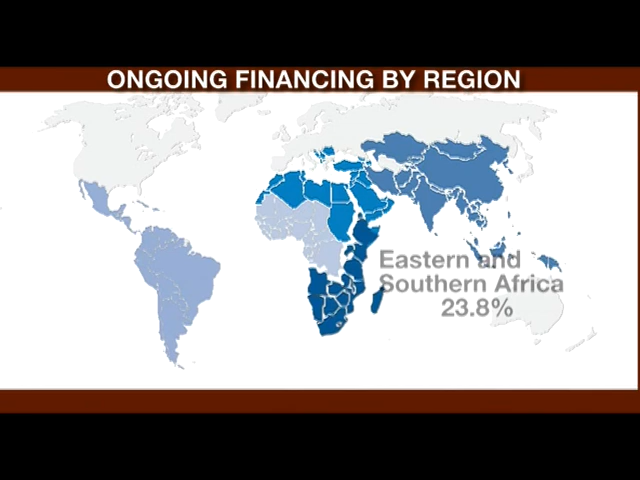 ONGOING FINANCING BY REGION
Eastern and
Southern Africa
23.8%